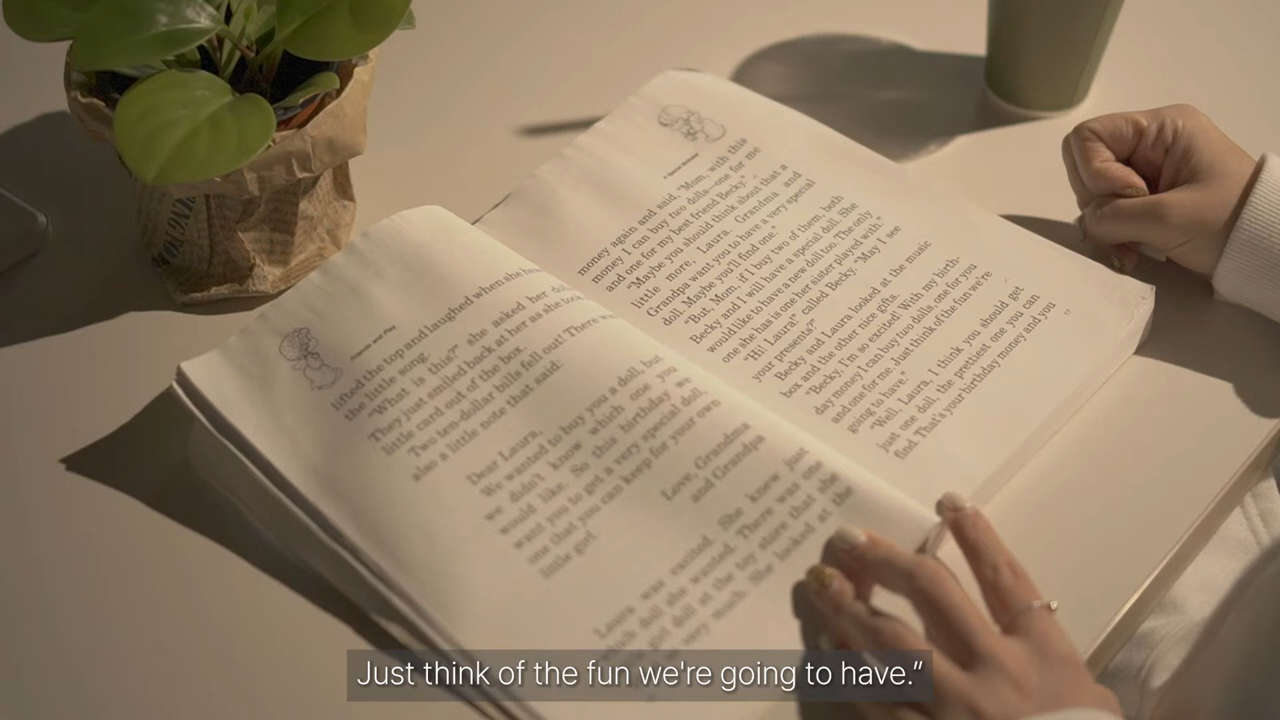 Friends and Play
lifted the top and laughed when she
the little song.
"What is this?" she asked her
They just smiled back at her as she took
little card out of the box.
Two ten-dollar bills fell out! There
also a little note that said:
Dear Laura,
We wanted to buy you a doll, but
we didn't know which one you
would like. So this birthday we
want you to get a very special doll
one that you can keep for your own
little girl!
Love, Grandma
and Grandpa
Laura was excited. She knew just
which doll she wanted. There was one
doll at the toy store that she
very much. She looked at the
A Special Birthday
money again and said, "Mom, with this
money I can buy two dolls—one for me
and one for my best friend Becky."
"Maybe you should think about that a
little more, Laura. Grandma and
Grandpa want you to have a very special
doll. Maybe you'll find one."
"But, Mom, if I buy two of them, both
Becky and I will have a special doll. She
would like to have a new doll too. The only
one she has is one her sister played with."
"Hi! Laura!" called Becky. "May I see
your presents?"
Becky and Laura looked at the music
box and the other nice gifts.
"Becky, I'm so excited! With my birth-
day money I can buy two dolls one for you
and one for me. Just think of the fun we're
going to have."
"Well, Laura, I think you should get
just one doll, the prettiest one you can
find. That's your birthday money and you
"
Just think of the fun we're going to have."